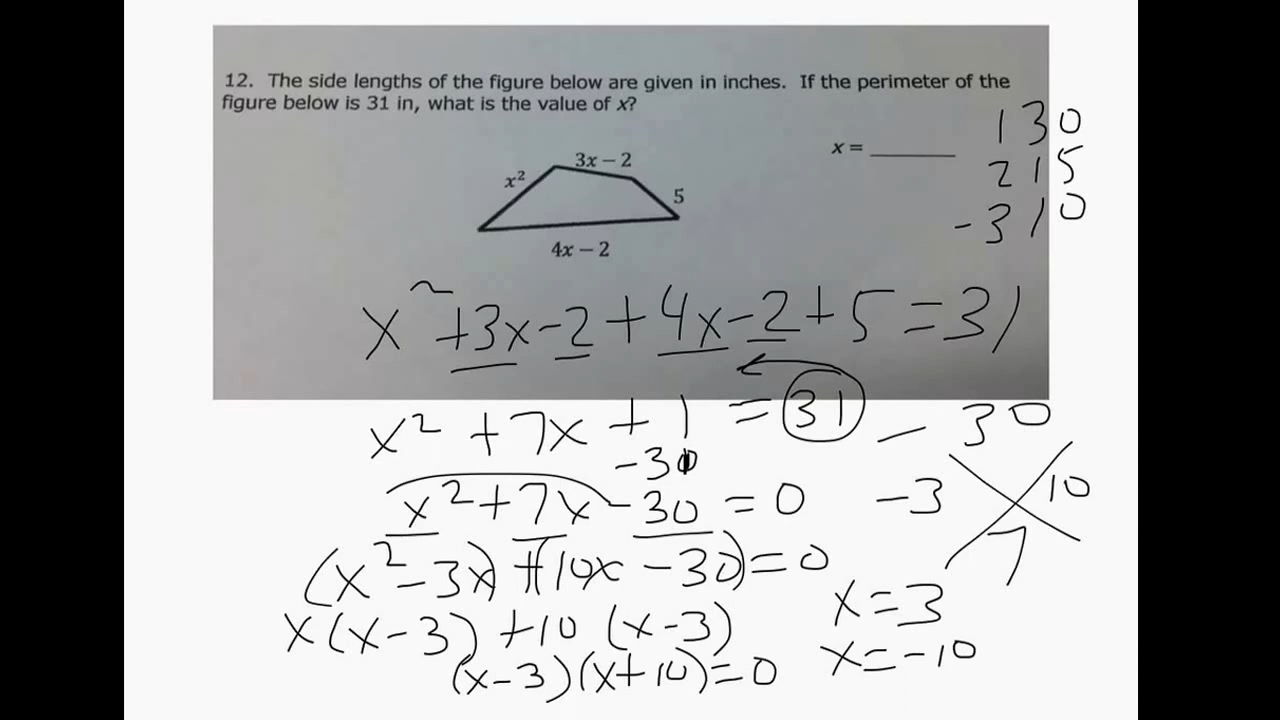 12. The side lengths of the figure below are given in inches. If the perimeter of the
figure below is 31 in, what is the value of x?
x = ________
3x – 2
x²
5
4x – 2
1 30
2 15
-3 10
x² + 3x - 2 + 4x - 2 + 5 = 31
x² + 7x + 1 = 31
-30
x² + 7x - 30 = 0
(x² - 3x) + (10x - 30) = 0
x(x - 3) + 10 (x - 3)
(x - 3)(x + 10) = 0
- 30
-3 10
7
x = 3
x = -10